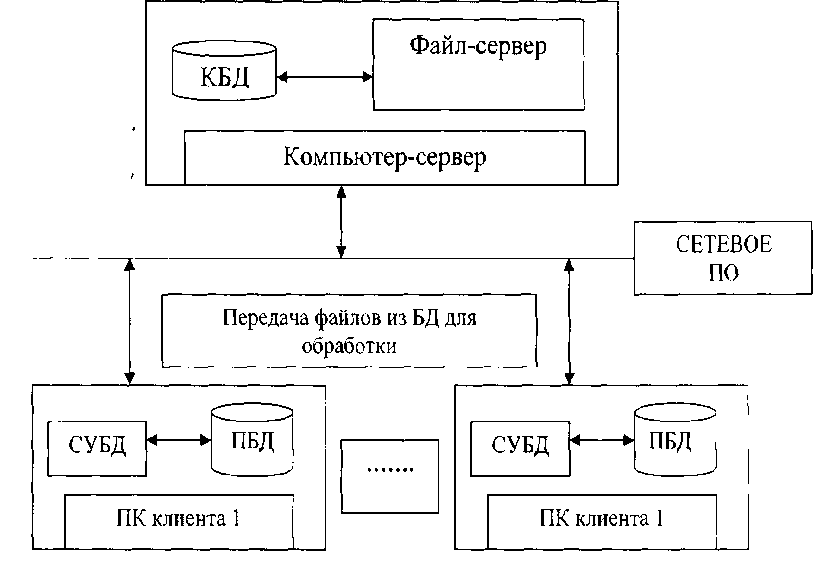 Файл-сервер
КБД
Компьютер-сервер
СЕТЕВОЕ
ПО
Передача файлов из БД для
обработки
СУБД
ПБД
.......
СУБД
ПБД
ПК клиента 1
ПК клиента 1